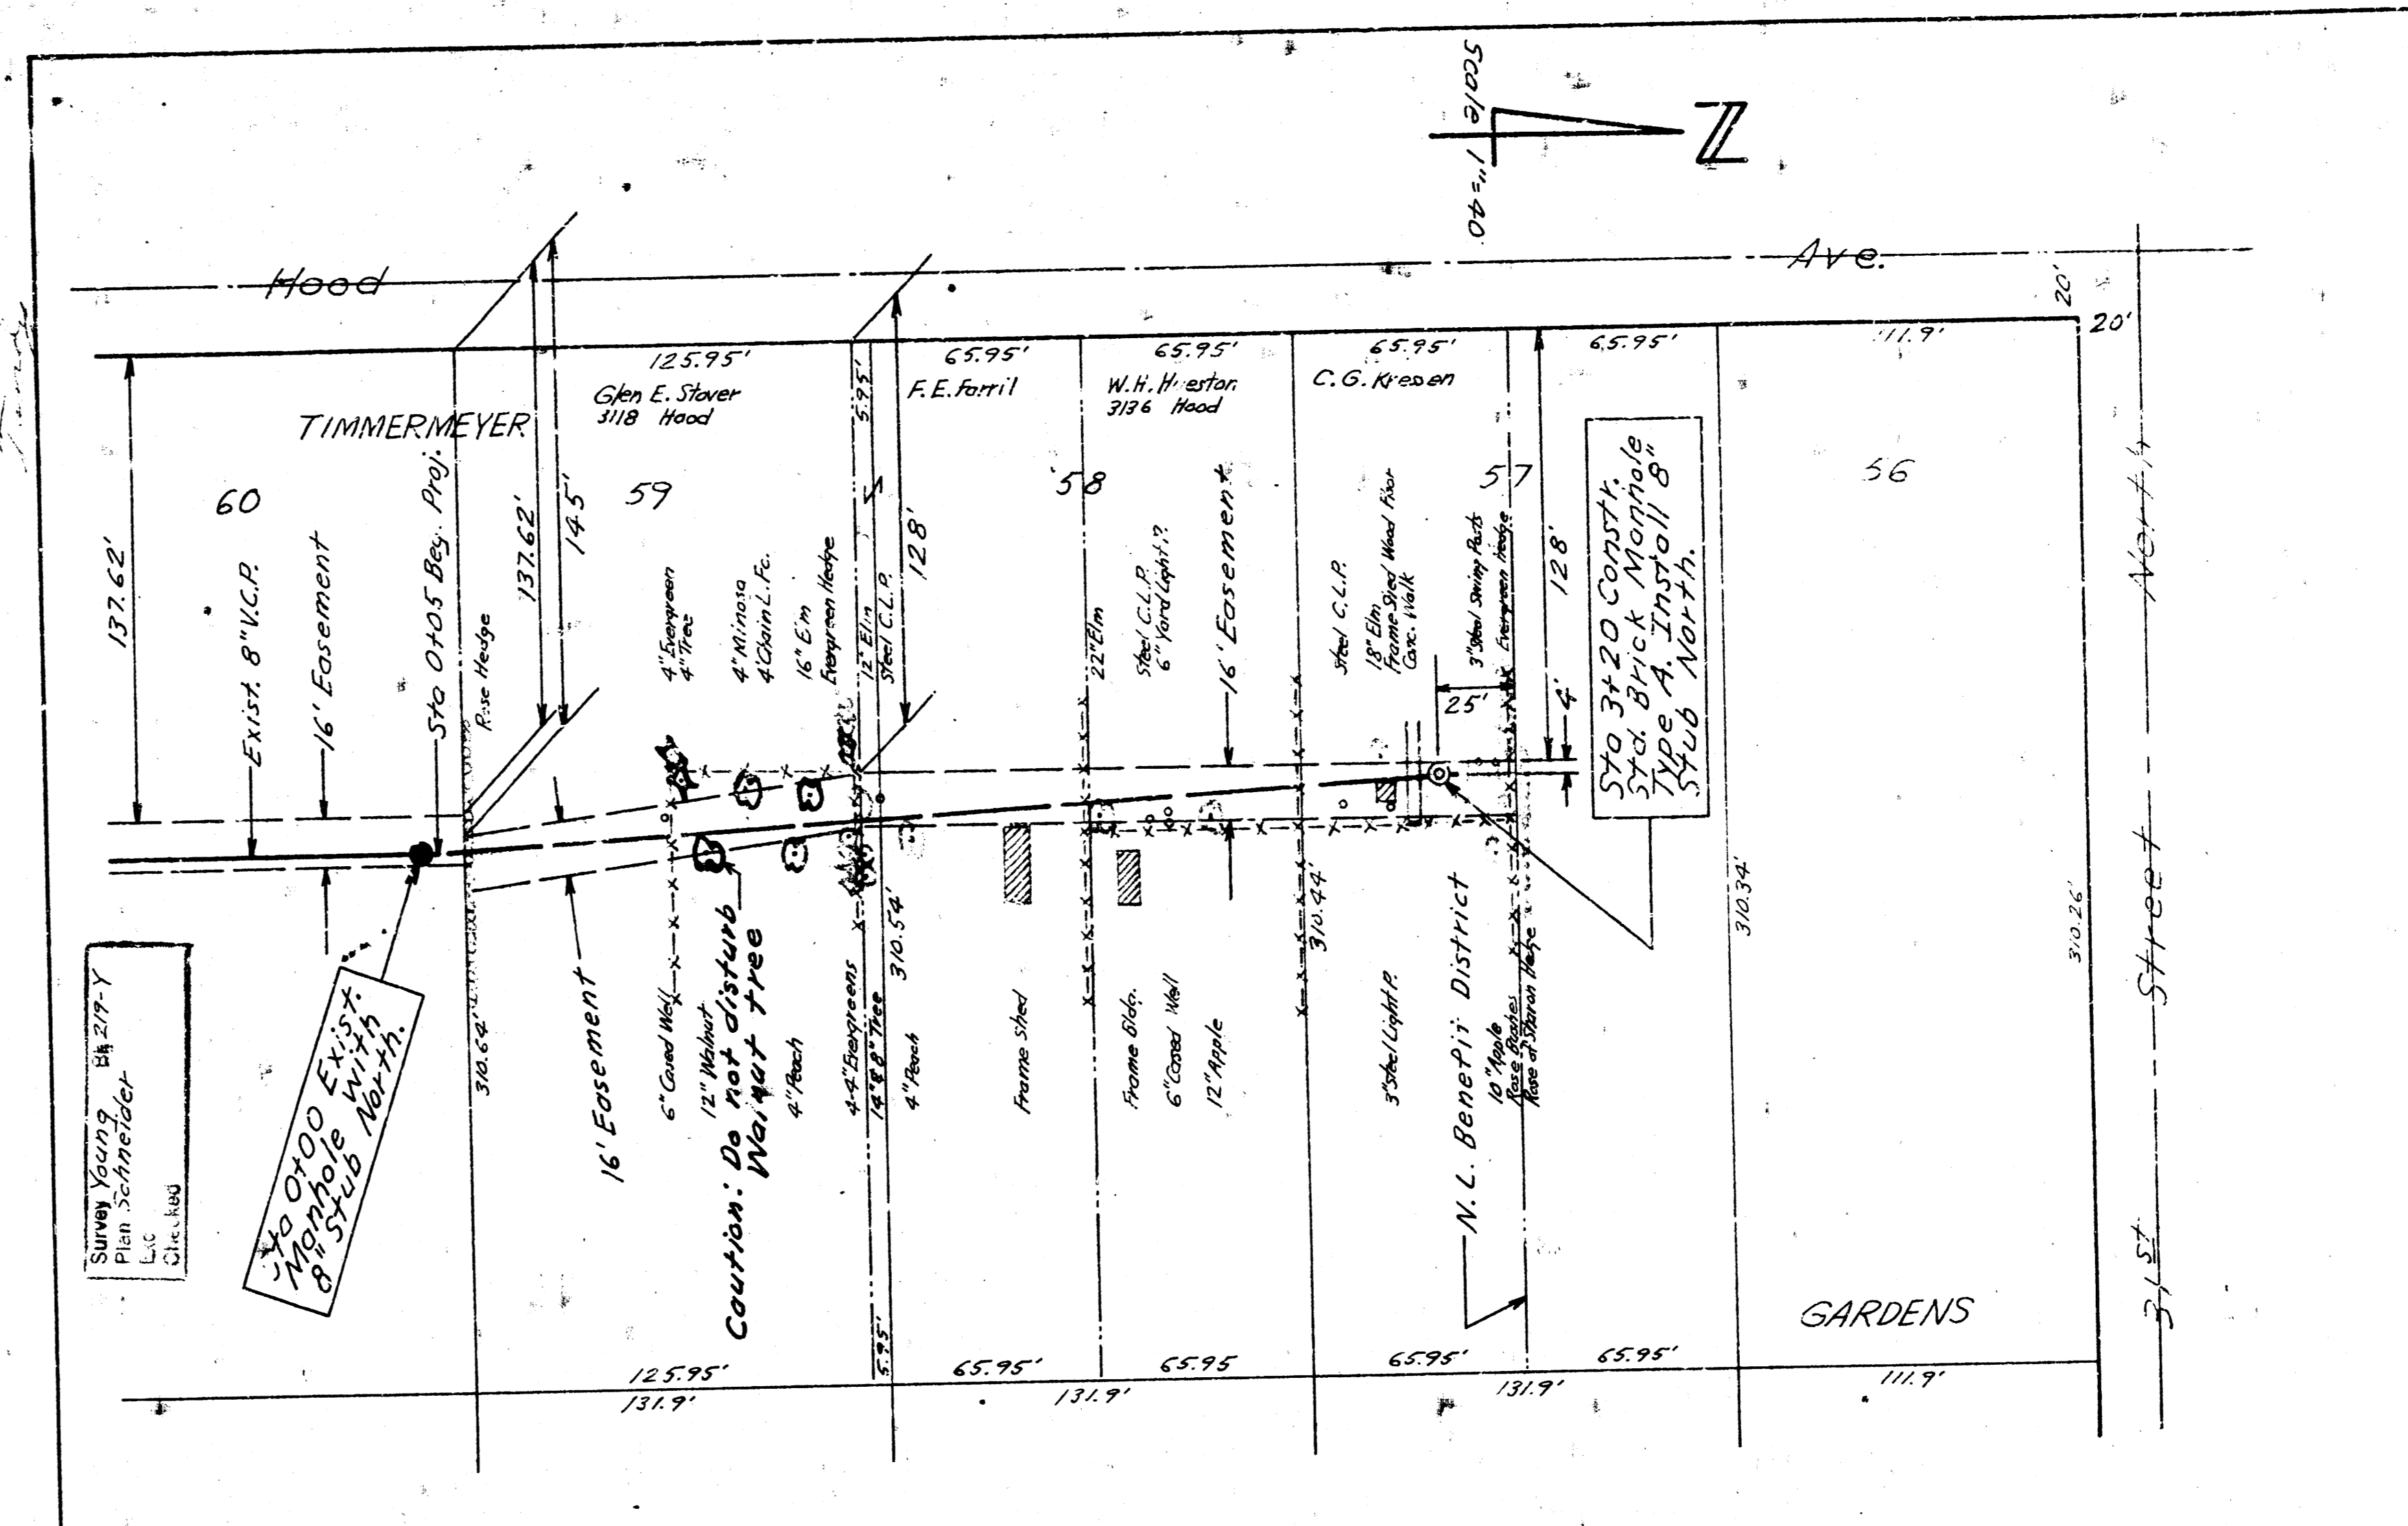 Scale 1"=40
N
Hood
Ave.
20'
20'
125.95'
65.95'
65.95'
65.95'
65.95'
111.9'
Glen E. Stover
3118 Hood
5.95'
F.E. Farril
W.H.
3136 Hood
C.G. Kressen
TIMMERMEYER
60
59
58
57
56
137.62'
Exist. 8" V.C.P.
16' Easement
Sta 0+05 Beg. Proj.
Rose Hedge
137.62'
145'
4" Evergreen
4" Tree
4" Mimosa
4' Chain L. Fc.
16" Elm
Evergreen Hedge
12" Elm
Steel C.L.P.
128'
22" Elm
Steel C.L.P.
6" Yard Light P.
16' Easement
Steel C.L.P.
18" Elm
Frame Shed Wood Floor
Conc. Walk
3" Steel Swing Posts
Evergreen Hedge
25'
128'
4'
Sta 3+20 Constr.
Std. Brick Manhole
Type A. Install 8"
Stub North.
North
31st Street
Survey Young Bk 219-Y
Plan Schneider
Checked
Sta 0+00 Exist.
Manhole with
8" Stub North.
310.64'
16' Easement
6" Cased Well
12" Walnut
Caution: Do not disturb
Walnut tree
4" Peach
4-4" Evergreens
14" & 8" Tree
310.54'
4" Peach
Frame Shed
Frame Bldg.
6" Cased Well
12" Apple
310.44'
3" Steel Light P.
N. L. Benefit District
10" Apple
Rose Bushes
Rose of Sharon Hedge
310.34'
310.26'
GARDENS
5.95'
125.95'
65.95'
65.95
65.95'
65.95'
131.9'
131.9'
131.9'
111.9'